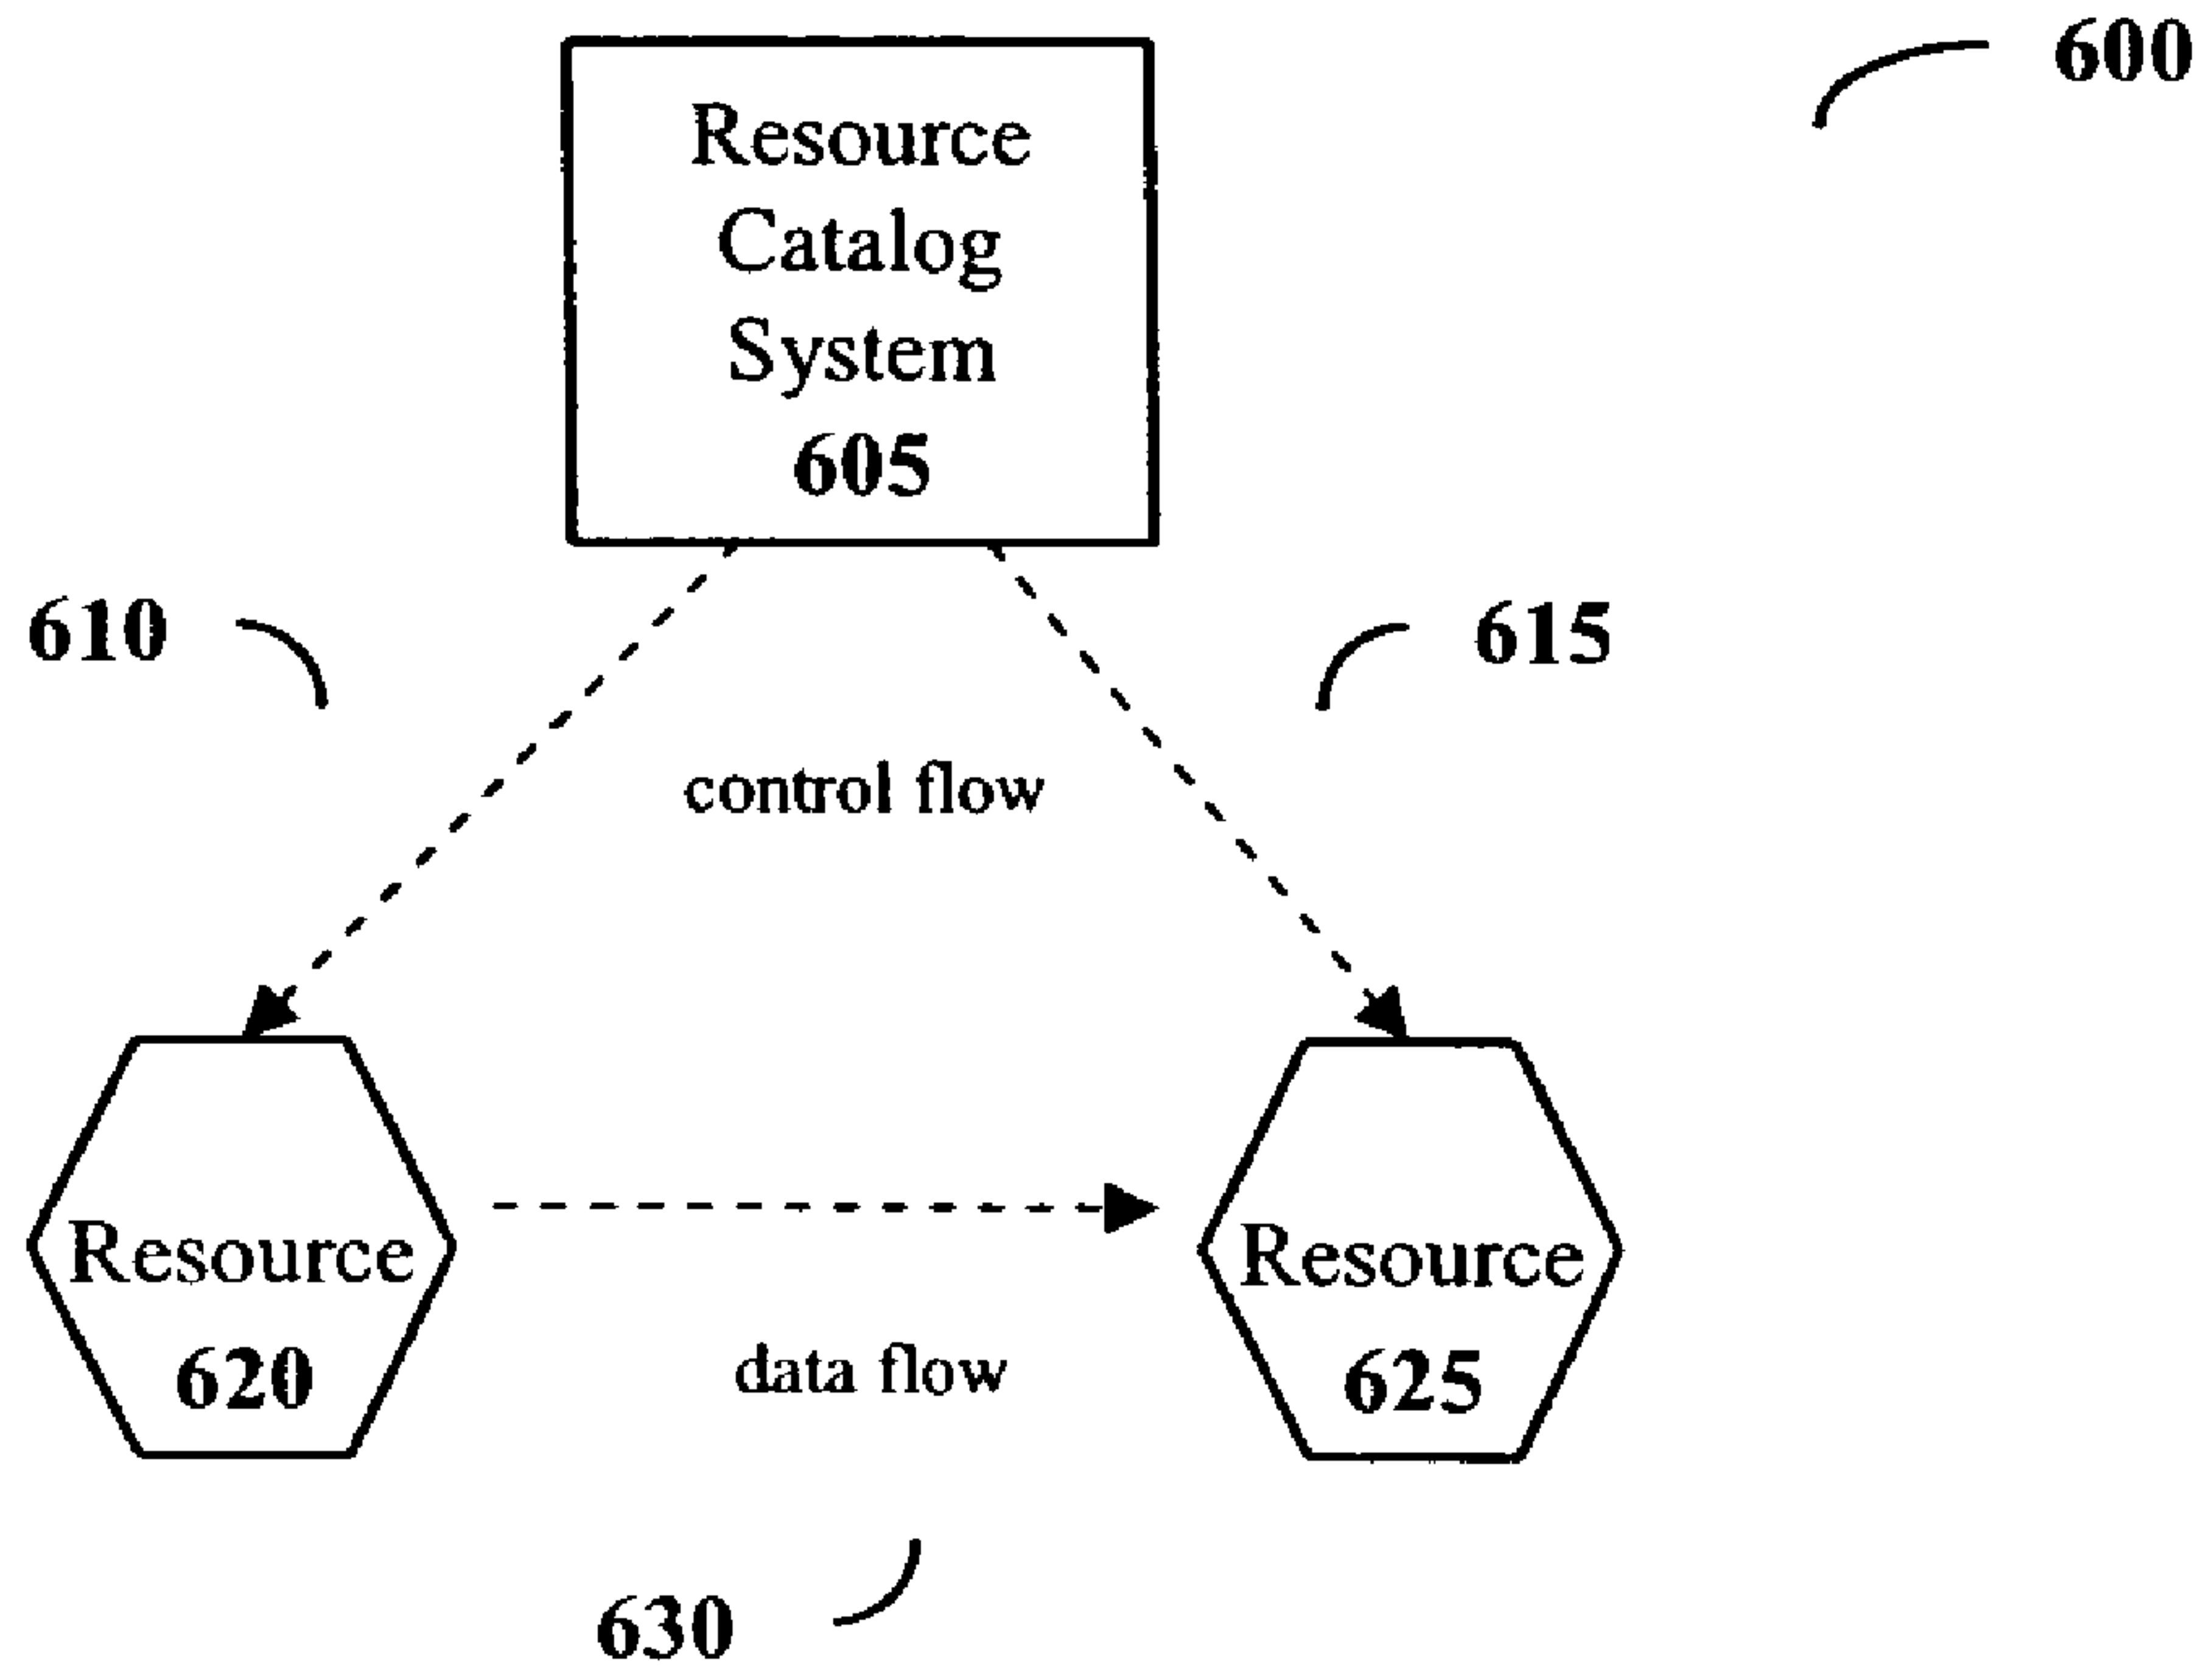 600
Resource
Catalog
System
605
610
615
control flow
Resource
620
Resource
625
data flow
630